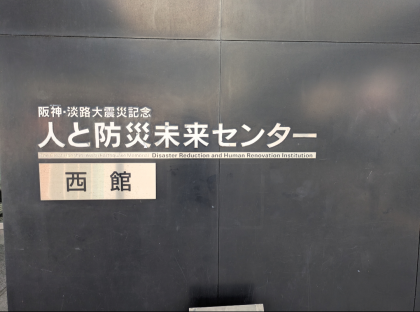 阪神・淡路大震災記念
人と防災未来センター
Disaster Reduction and Human Renovation Institution
西館